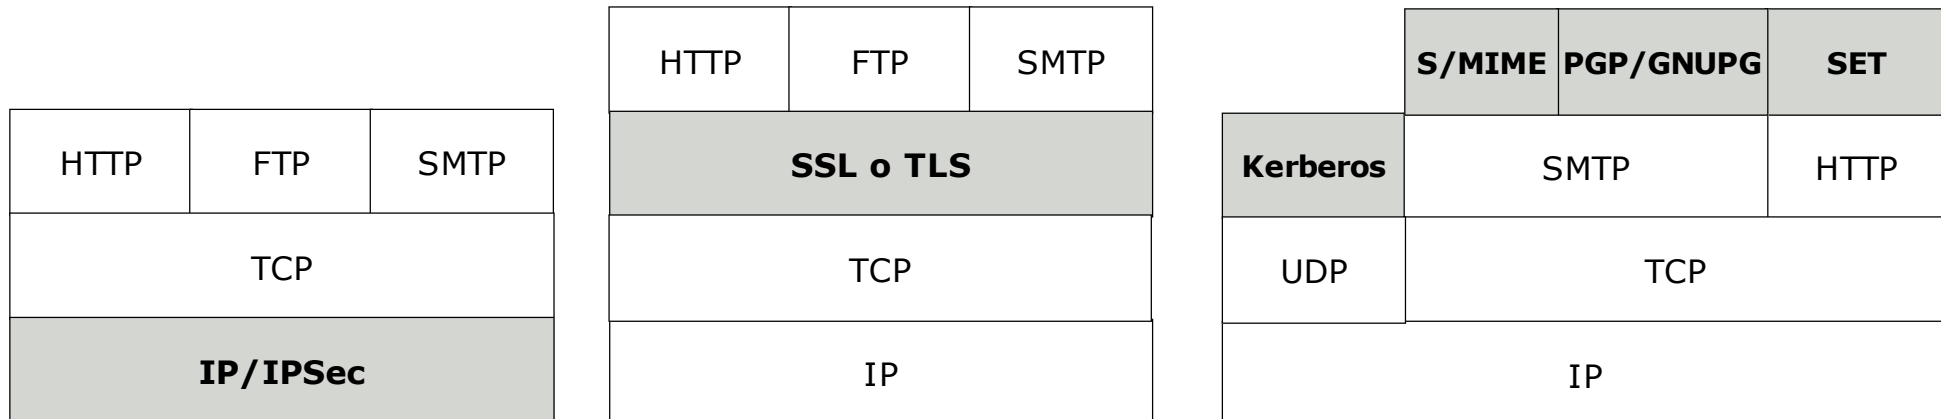 HTTP FTP SMTP
TCP
IP/IPSec
HTTP FTP SMTP
SSL o TLS
TCP
IP
S/MIME PGP/GNUPG SET
Kerberos SMTP HTTP
UDP TCP
IP